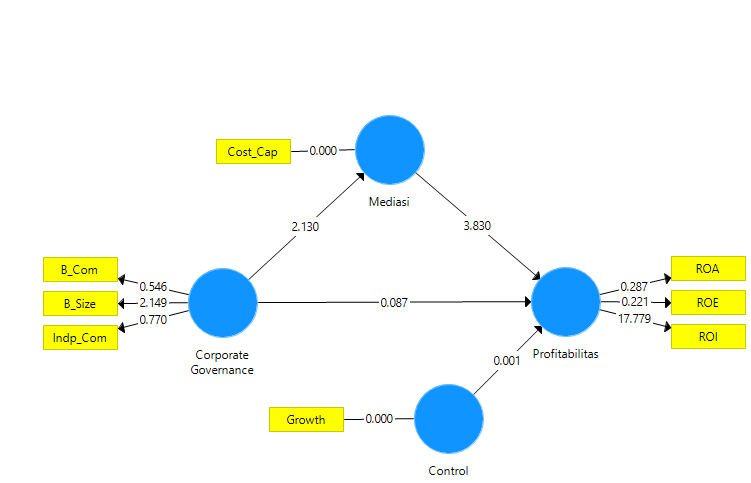 Cost_Cap
0.000
Mediasi
2.130
3.830
B_Com
B_Size
Indp_Com
0.546
2.149
0.770
Corporate
Governance
0.087
0.287
0.221
17.779
ROA
ROE
ROI
Profitabilitas
0.001
Growth
0.000
Control